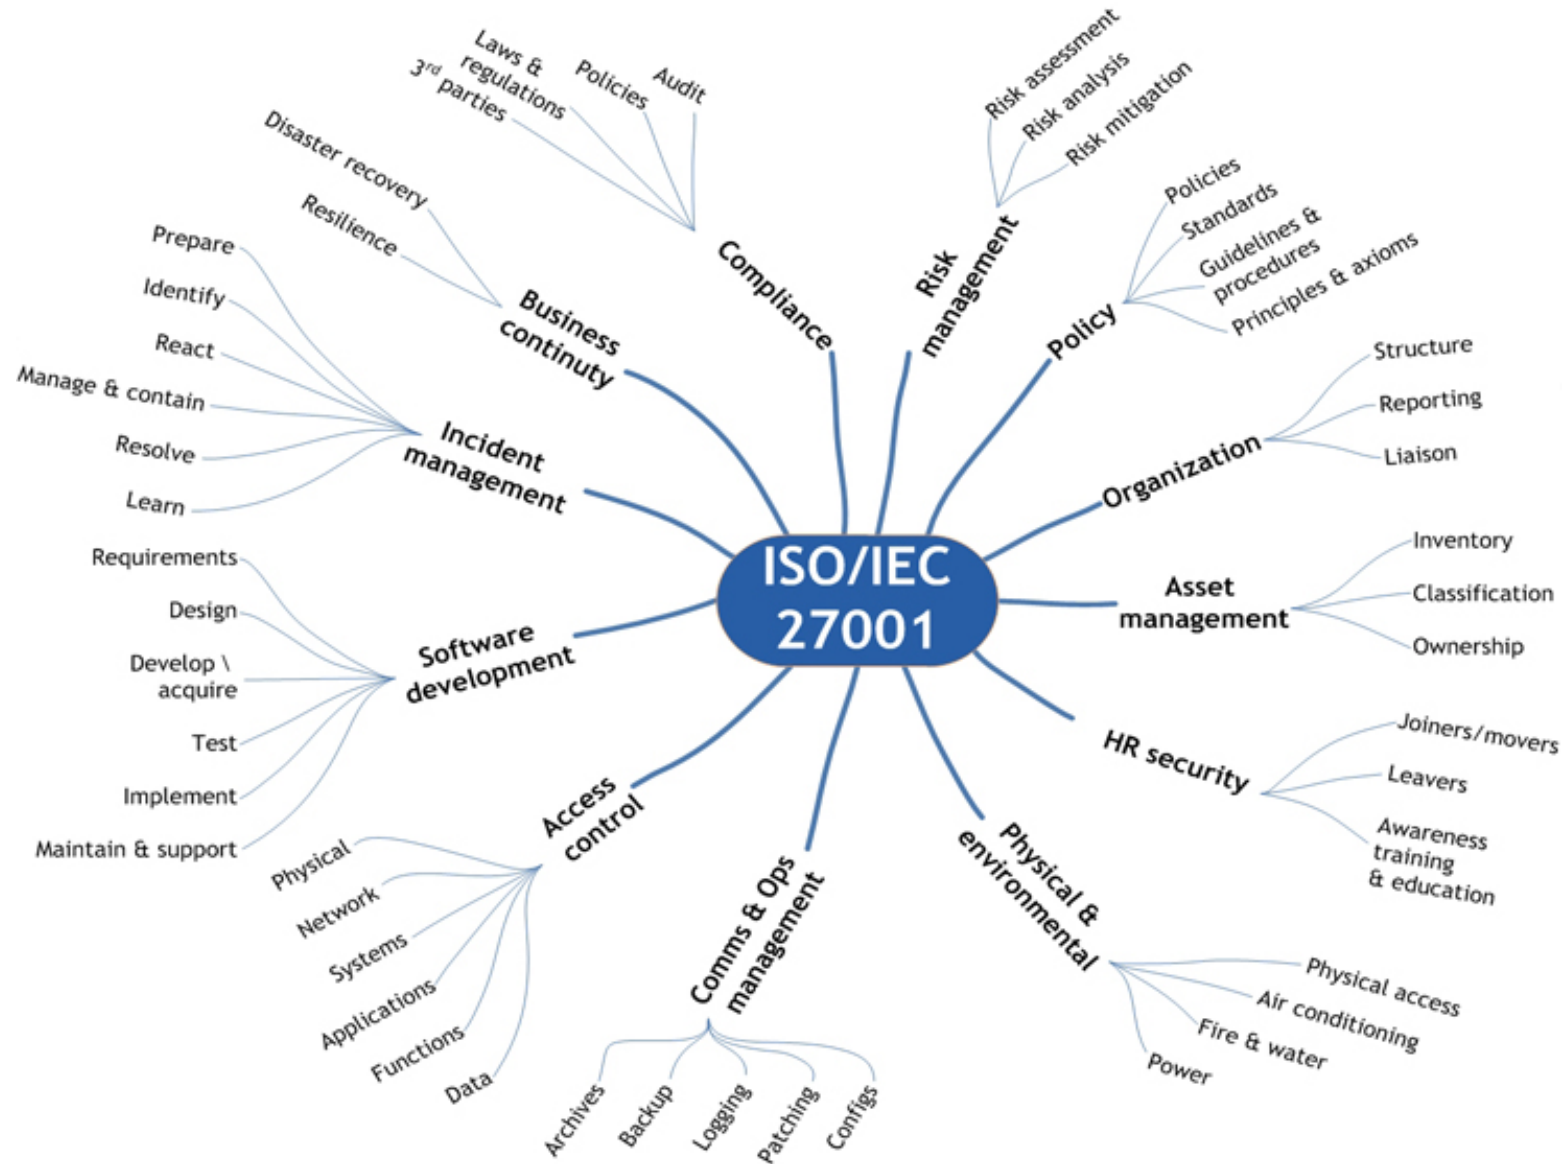 ISO/IEC
27001
Risk
management
Risk assessment
Risk analysis
Risk mitigation
Policy
Policies
Standards
Guidelines &
procedures
Principles & axioms
Organization
Structure
Reporting
Liaison
Asset
management
Inventory
Classification
Ownership
HR security
Joiners/movers
Leavers
Awareness
training
& education
Physical &
environmental
Physical access
Air conditioning
Fire & water
Power
Comms & Ops
management
Archives
Backup
Logging
Patching
Configs
Access
control
Physical
Network
Systems
Applications
Functions
Data
Software
development
Requirements
Design
Develop \
acquire
Test
Implement
Maintain & support
Incident
management
Prepare
Identify
React
Manage & contain
Resolve
Learn
Business
continuty
Disaster recovery
Resilience
Compliance
3rd parties
Laws &
regulations
Policies
Audit